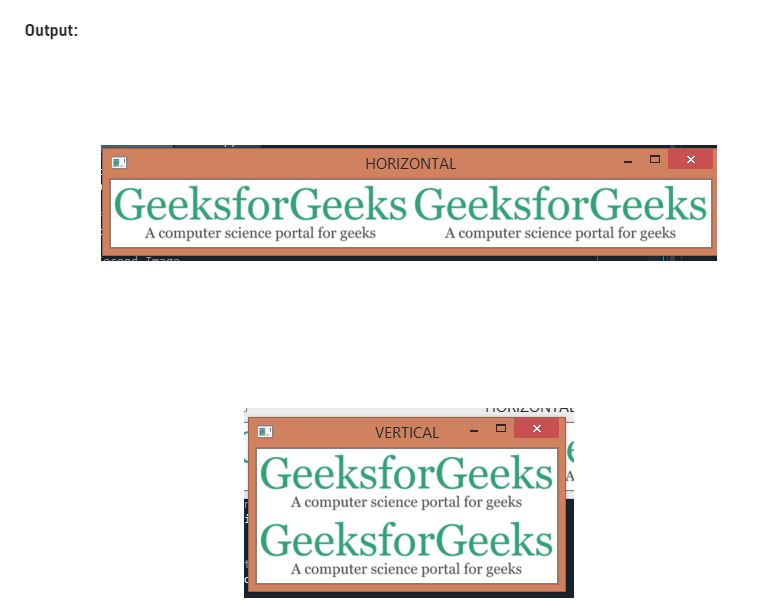 Output:
HORIZONTAL
GeeksforGeeks GeeksforGeeks
A computer science portal for geeks A computer science portal for geeks
econd Image
HORIZONTAL
VERTICAL
GeeksforGeeks
A computer science portal for geeks
GeeksforGeeks
A computer science portal for geeks